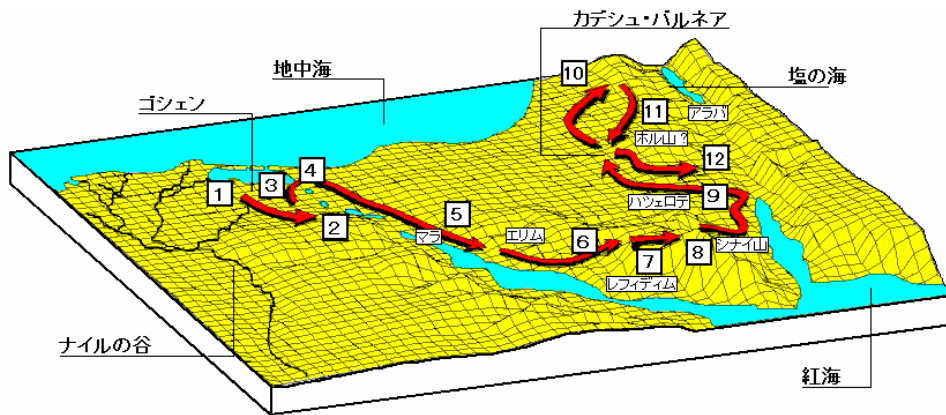 カデシュ・バルネア
地中海
塩の海
ゴシェン
10
11
アラバ
ホル山?
12
4
3
1
2
5
マラ
エリム
6
7
レフィディム
8
シナイ山
9
ハツェロテ
ナイルの谷
紅海